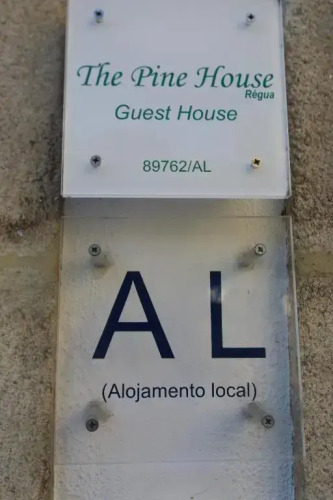 The Pine House
Régua
Guest House
89762/AL
AL
(Alojamento local)